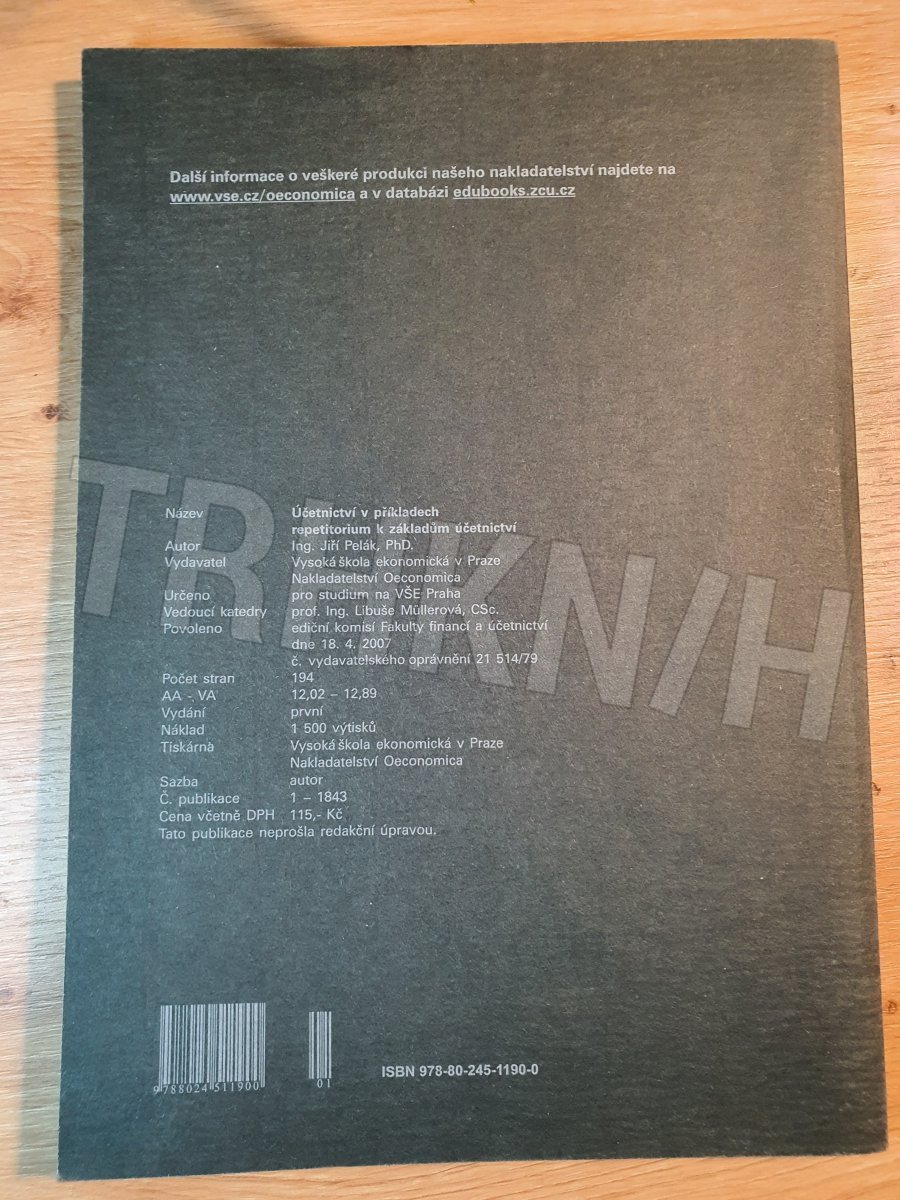 Další informace o veškeré produkci našeho nakladatelství najdete na
www.vse.cz/oeconomica a v databázi edubooks.zcu.cz
Název Účetnictví v příkladech
repetitorium k základům účetnictví
Autor Ing. Jiří Pelák, PhD.
Vydavatel Vysoká škola ekonomická v Praze
Nakladatelství Oeconomica
Určeno pro studium na VŠE Praha
Vedoucí katedry prof. Ing. Libuše Müllerová, CSc.
Povoleno ediční komisí Fakulty financí a účetnictví
dne 18. 4. 2007
č. vydavatelského oprávnění 21 514/79
Počet stran 194
AA - VA 12,02 – 12,89
Vydání první
Náklad 1 500 výtisků
Tiskárna Vysoká škola ekonomická v Praze
Nakladatelství Oeconomica
Sazba autor
Č. publikace 1 – 1843
Cena včetně DPH 115,- Kč
Tato publikace neprošla redakční úpravou.
9 788024 511900
01
ISBN 978-80-245-1190-0